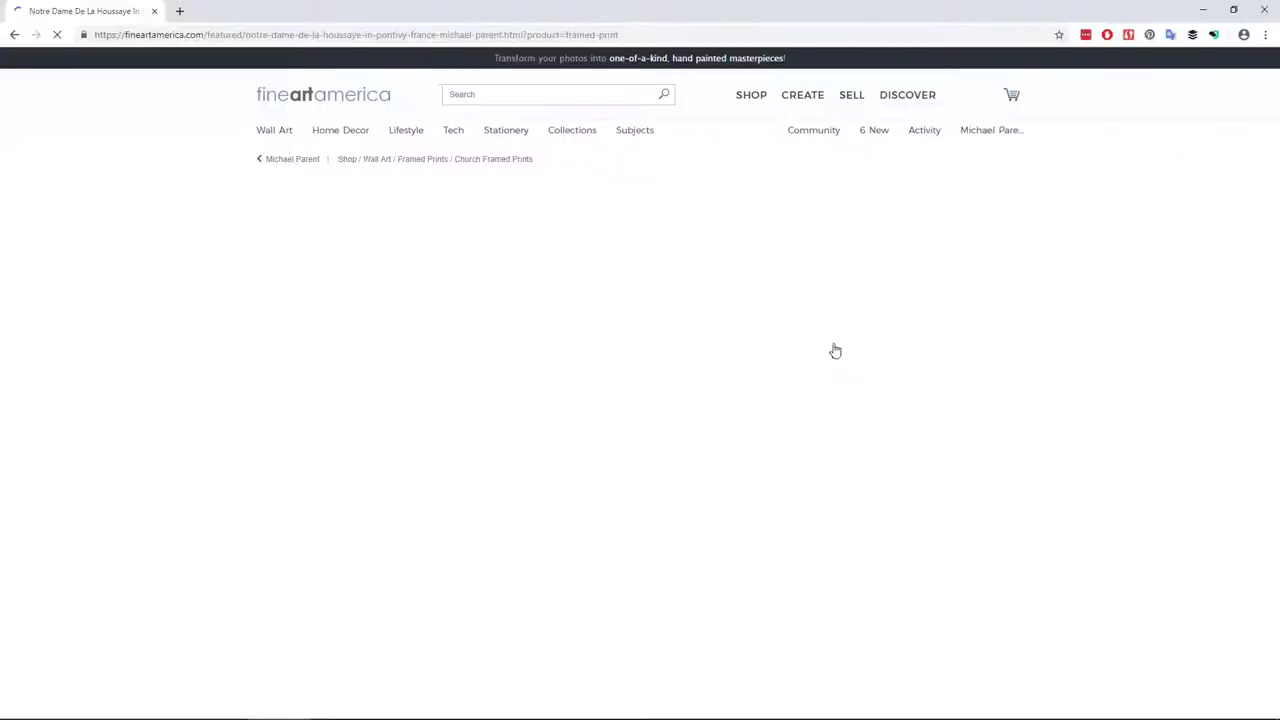 Notre Dame De La Houssaye In
https://fineartamerica.com/featured/notre-dame-de-la-houssaye-in-pontivy-france-michael-parent.html?product=framed-print
Transform your photos into one-of-a-kind, hand painted masterpieces!
fineartamerica
Search
SHOP CREATE SELL DISCOVER
Wall Art Home Decor Lifestyle Tech Stationery Collections Subjects Community 6 New Activity Michael Pare...
Michael Parent | Shop / Wall Art / Framed Prints / Church Framed Prints